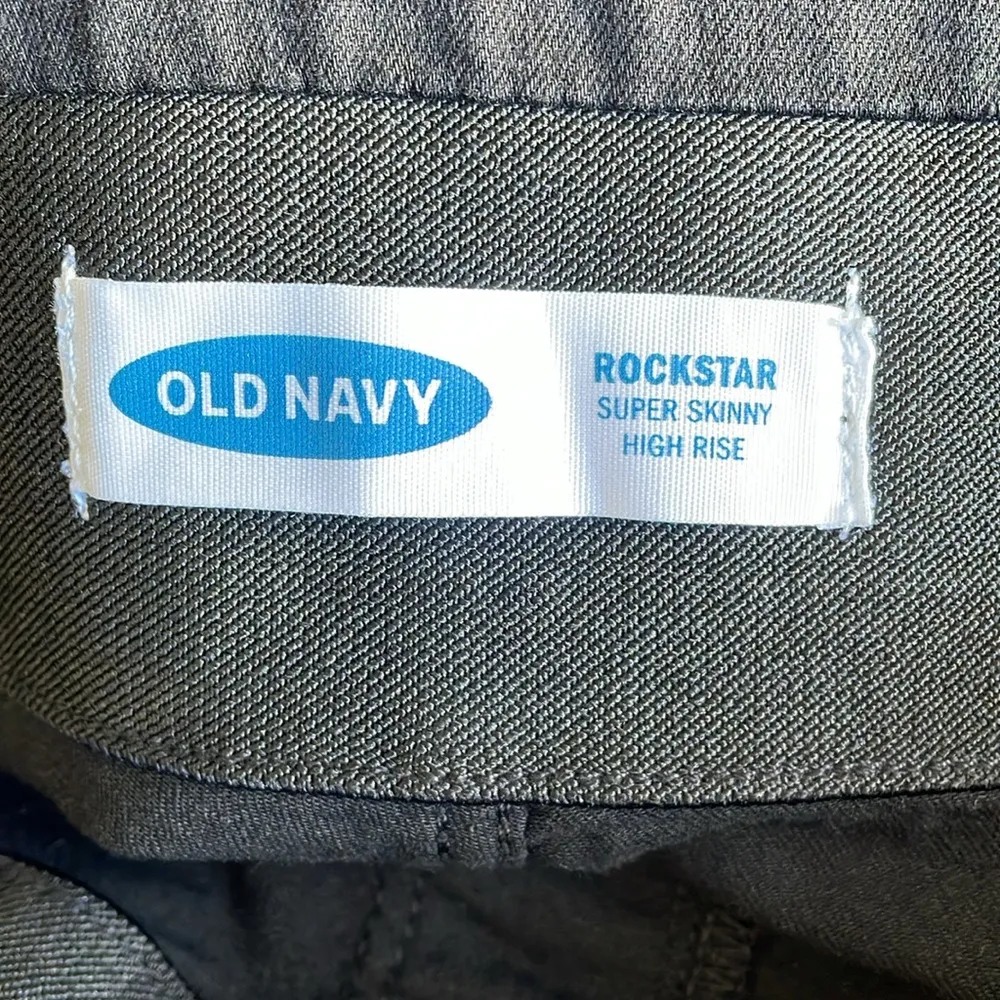 OLD NAVY
ROCKSTAR
SUPER SKINNY
HIGH RISE